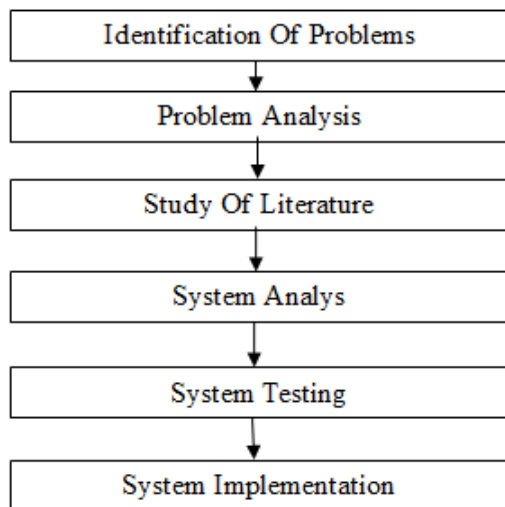 Identification Of Problems
Problem Analysis
Study Of Literature
System Analys
System Testing
System Implementation